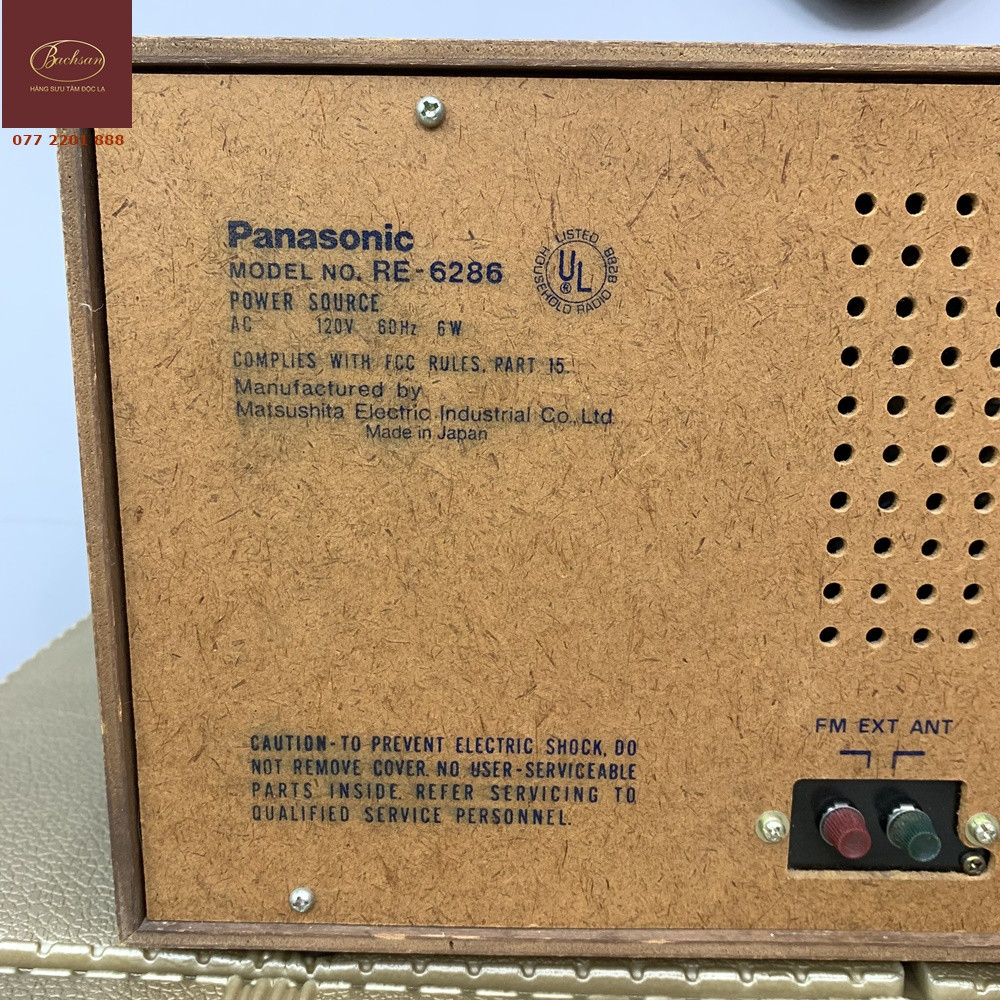 Bachsan
HÀNG SƯU TẦM ĐỘC LẠ
077 2201 888
Panasonic
MODEL NO. RE-6286
POWER SOURCE
AC 120V 60Hz 6W
COMPLIES WITH FCC RULES, PART 15.
Manufactured by
Matsushita Electric Industrial Co., Ltd.
Made in Japan
LISTED 992B
UL
®
HOUSEHOLD RADIO
FM EXT ANT
CAUTION-TO PREVENT ELECTRIC SHOCK, DO
NOT REMOVE COVER. NO USER-SERVICEABLE
PARTS INSIDE. REFER SERVICING TO
QUALIFIED SERVICE PERSONNEL.